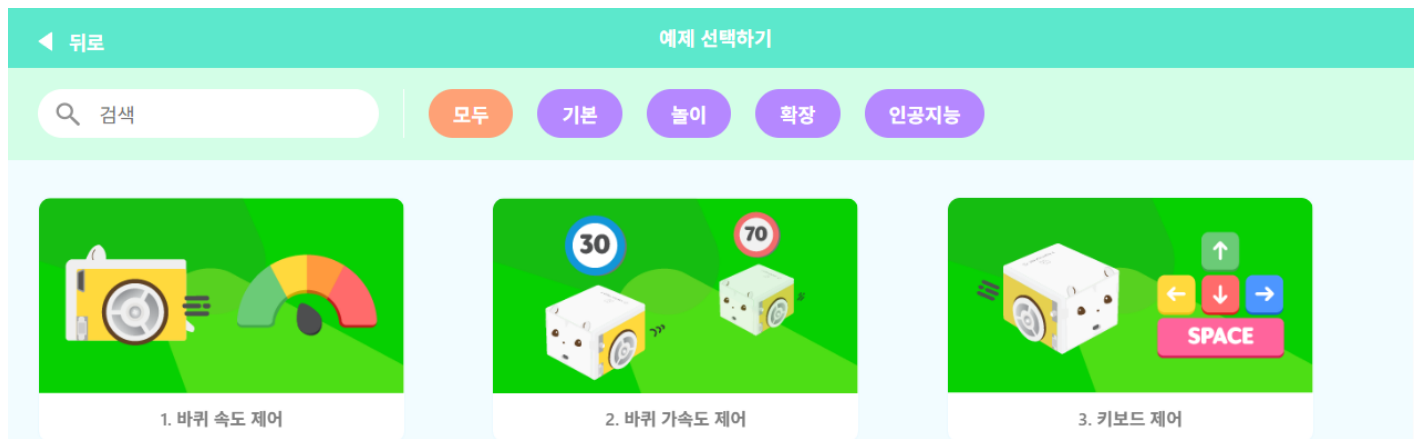 뒤로
예제 선택하기
검색
모두
기본
놀이
확장
인공지능
30
70
SPACE
1. 바퀴 속도 제어
2. 바퀴 가속도 제어
3. 키보드 제어